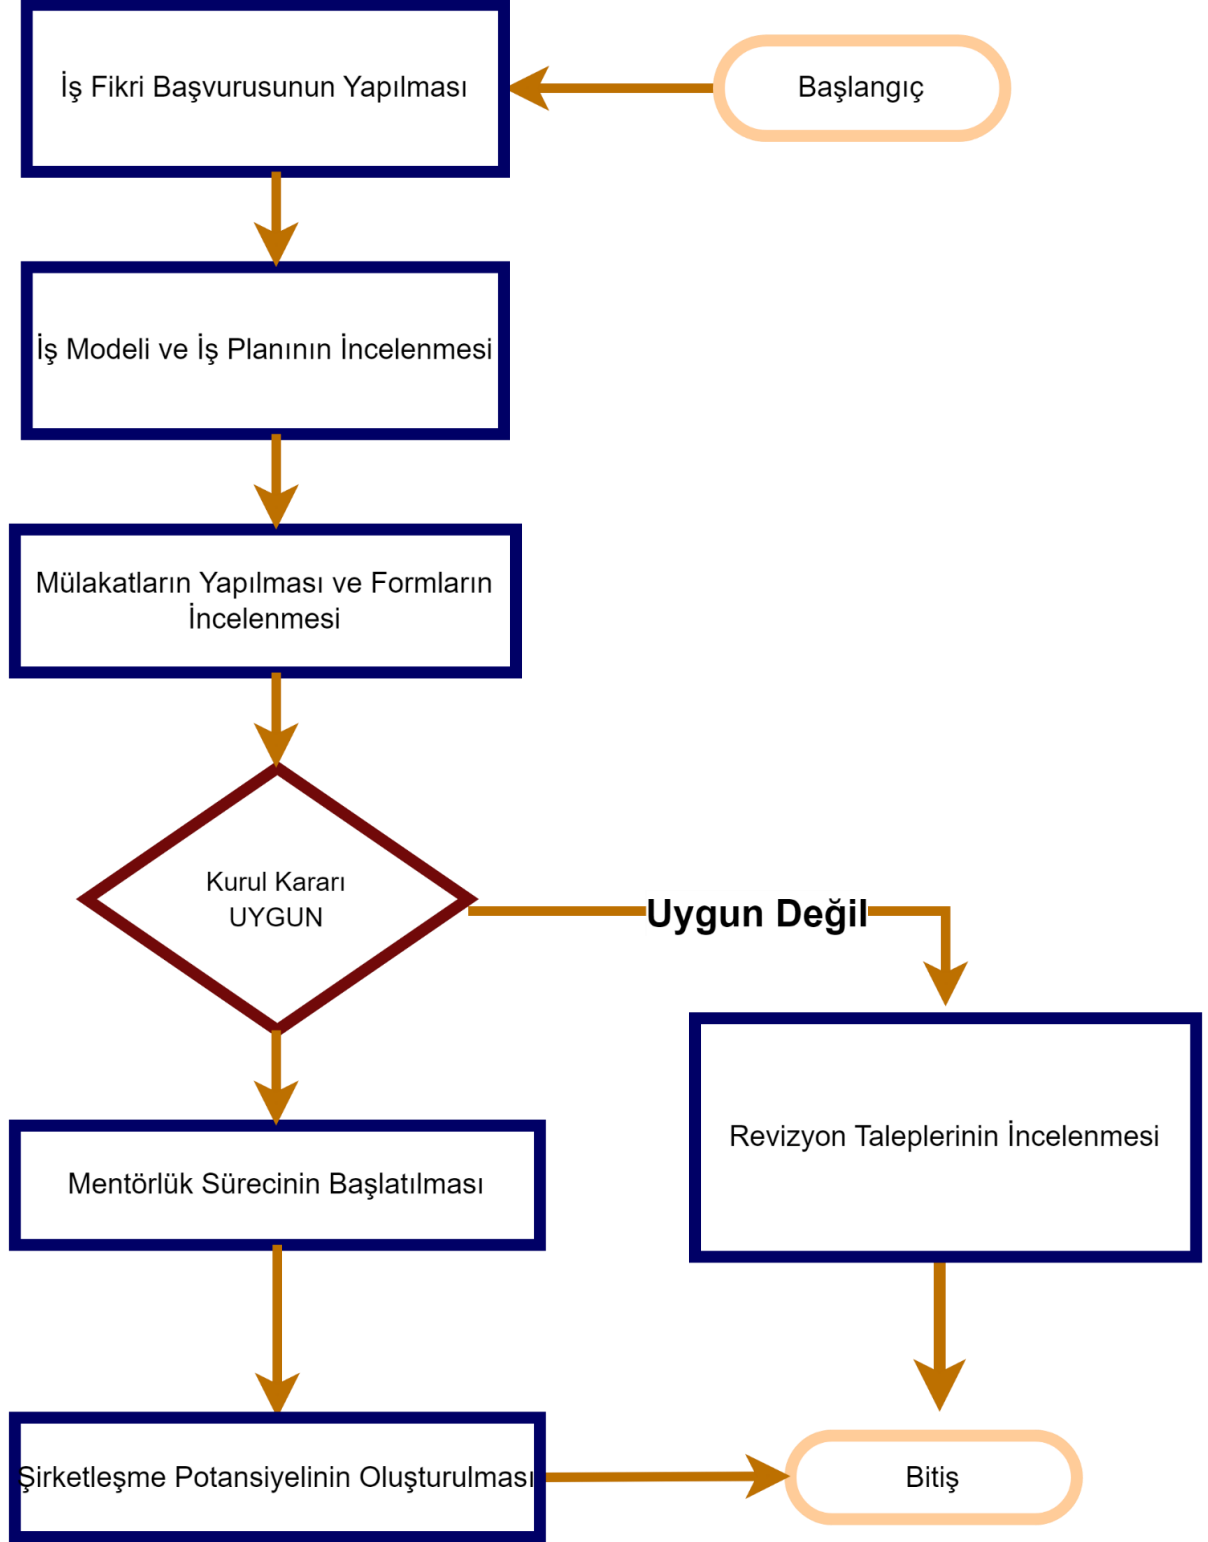 İş Fikri Başvurusunun Yapılması
Başlangıç
İş Modeli ve İş Planının İncelenmesi
Mülakatların Yapılması ve Formların
İncelenmesi
Kurul Kararı
UYGUN
Uygun Değil
Revizyon Taleplerinin İncelenmesi
Mentörlük Sürecinin Başlatılması
Şirketleşme Potansiyelinin Oluşturulması
Bitiş